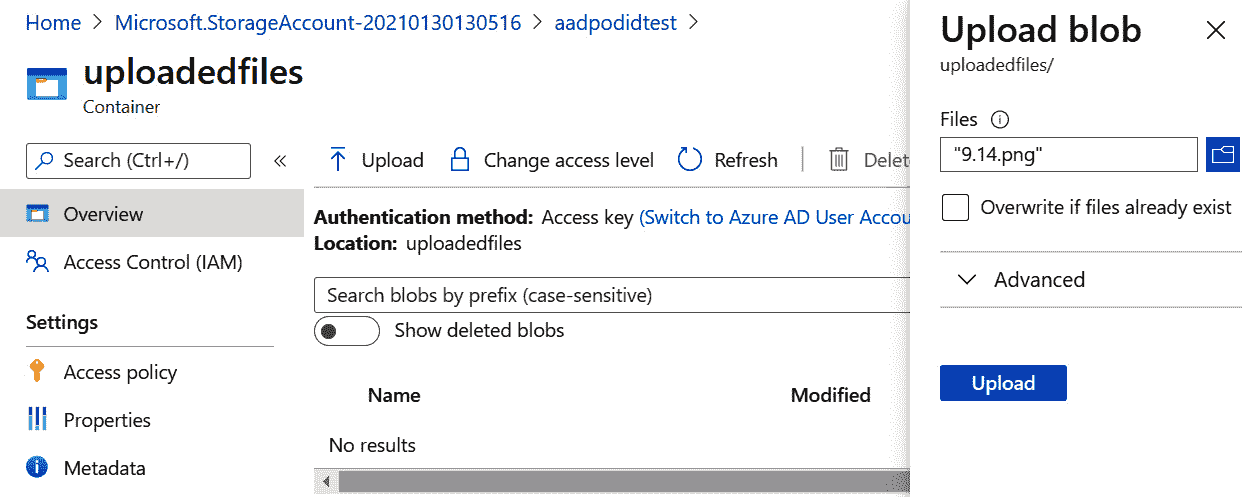 Home > Microsoft.StorageAccount-20210130130516 > aadpodidtest >
uploadedfiles
Container
Search (Ctrl+/)
«
Overview
Access Control (IAM)
Settings
Access policy
Properties
Metadata
Upload Change access level Refresh | Delet
Authentication method: Access key (Switch to Azure AD User Accou
Location: uploadedfiles
Search blobs by prefix (case-sensitive)
Show deleted blobs
Name Modified
No results
Upload blob
uploadedfiles/
Files
"9.14.png"
Overwrite if files already exist
Advanced
Upload